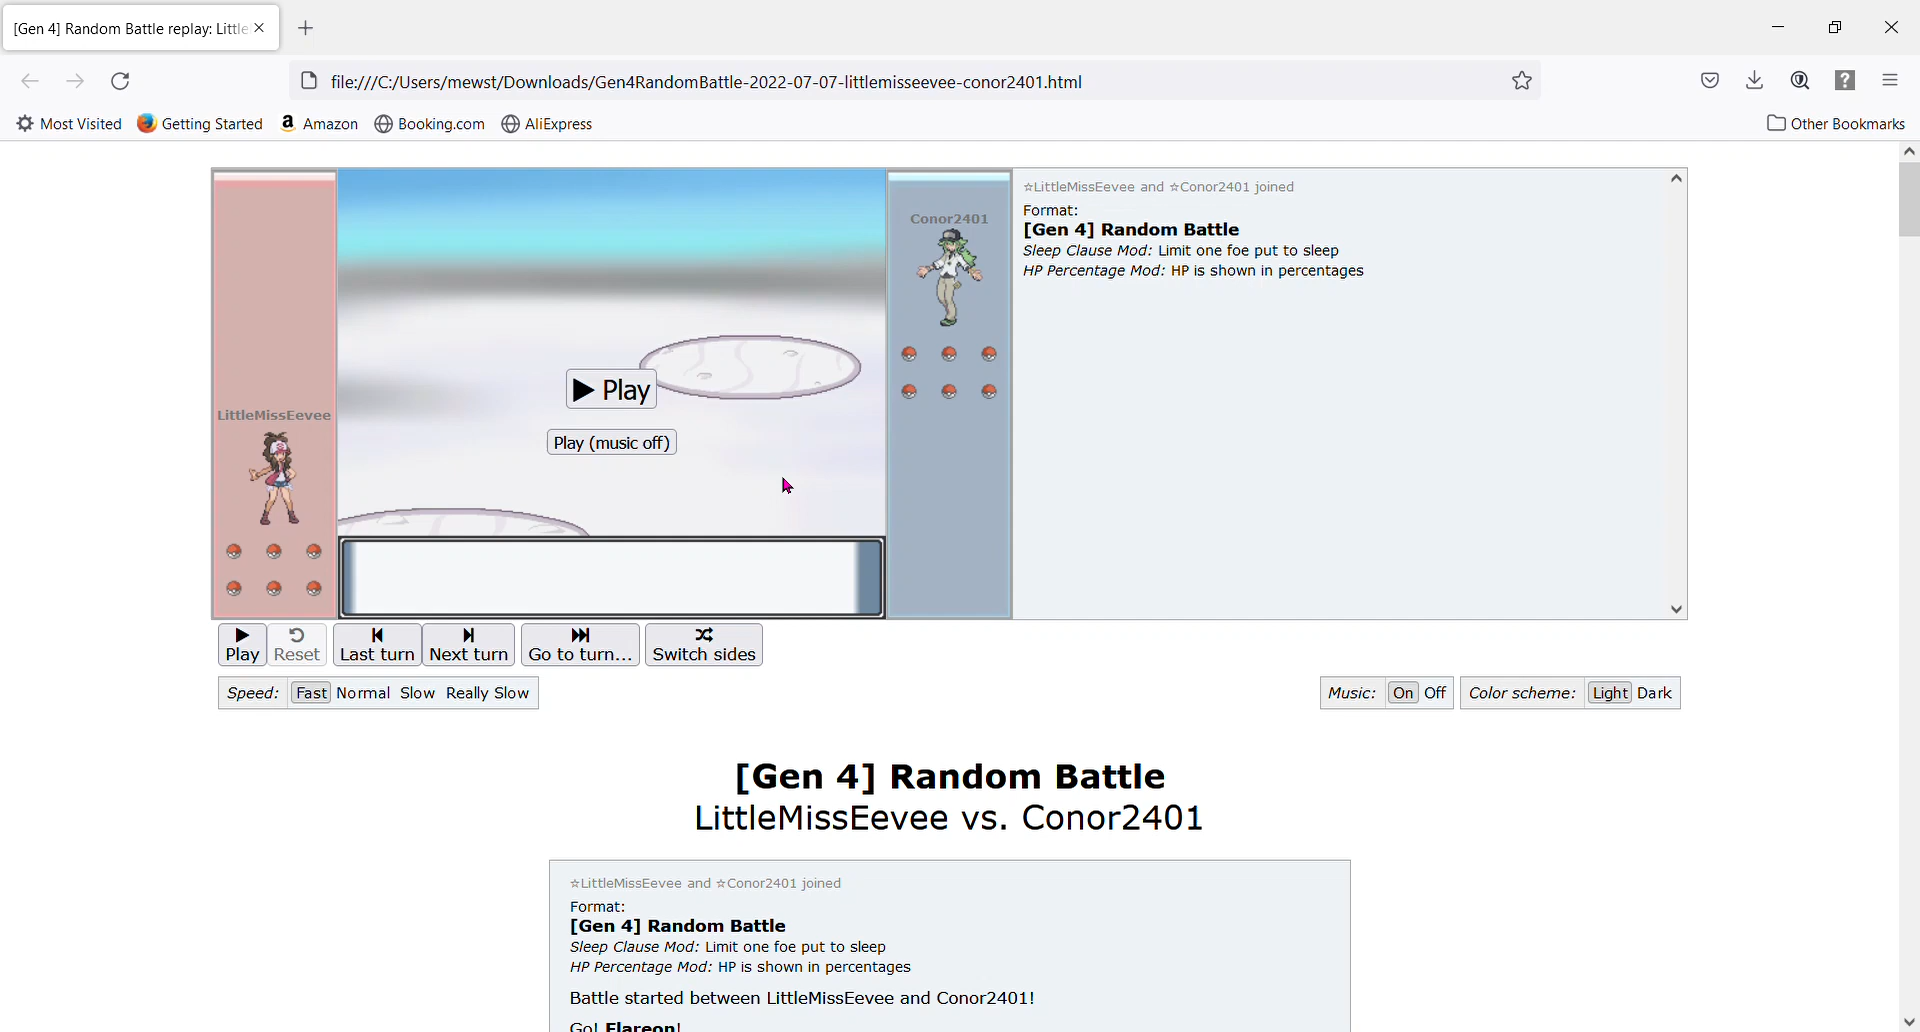 [Gen 4] Random Battle replay: Little
file:///C:/Users/mewst/Downloads/Gen4RandomBattle-2022-07-07-littlemisseevee-conor2401.html
Most Visited Getting Started Amazon Booking.com AliExpress Other Bookmarks
☆LittleMissEevee and ☆Conor2401 joined
Format:
[Gen 4] Random Battle
Sleep Clause Mod: Limit one foe put to sleep
HP Percentage Mod: HP is shown in percentages
Conor2401
LittleMissEevee
Play
Play (music off)
Play Reset Last turn Next turn Go to turn... Switch sides
Speed: Fast Normal Slow Really Slow Music: On Off Color scheme: Light Dark
[Gen 4] Random Battle
LittleMissEevee vs. Conor2401
☆LittleMissEevee and ☆Conor2401 joined
Format:
[Gen 4] Random Battle
Sleep Clause Mod: Limit one foe put to sleep
HP Percentage Mod: HP is shown in percentages
Battle started between LittleMissEevee and Conor2401!
Go! Flareon!